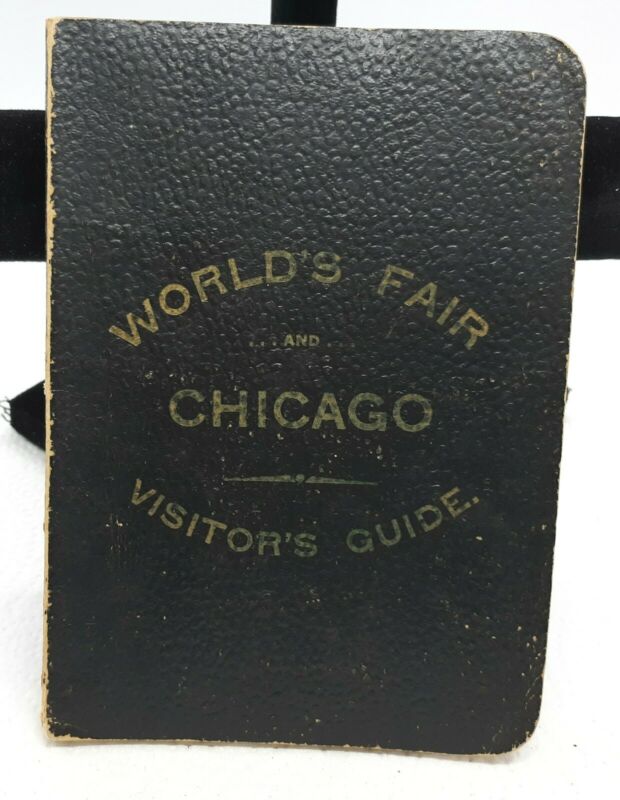 WORLD'S FAIR
... AND ...
CHICAGO
VISITOR'S GUIDE.